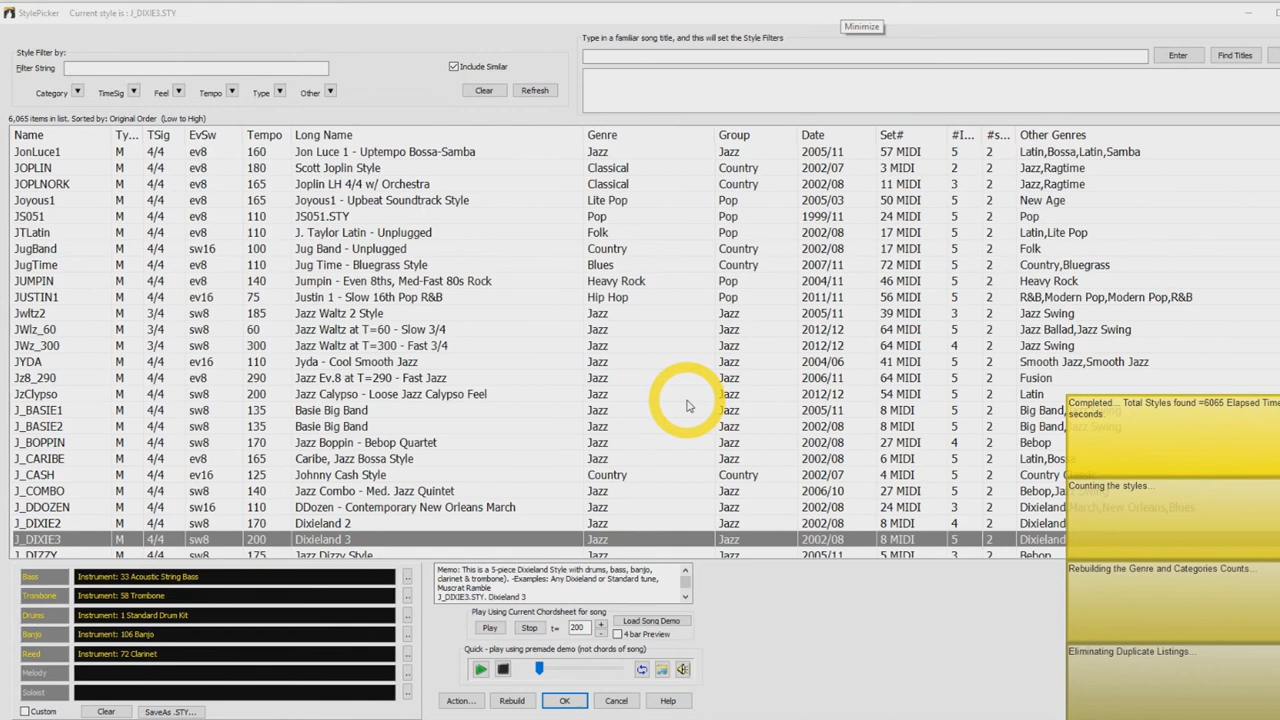 StylePicker Current style is : J_DIXIE3.STY
Minimize
Style Filter by:
Filter String
Include Similar
Category TimeSig Feel Tempo Type Other Clear Refresh
Type in a familiar song title, and this will set the Style Filters
Enter Find Titles
6,065 items in list. Sorted by: Original Order (Low to High)
Name Ty... TSig EvSw Tempo Long Name Genre Group Date Set# #I... #s... Other Genres
JonLuce1 M 4/4 ev8 160 Jon Luce 1 - Uptempo Bossa-Samba Jazz Jazz 2005/11 57 MIDI 5 2 Latin,Bossa,Latin,Samba
JOPLIN M 4/4 ev8 180 Scott Joplin Style Classical Country 2002/07 3 MIDI 2 2 Jazz,Ragtime
JOPLNORK M 4/4 ev8 165 Joplin LH 4/4 w/ Orchestra Classical Country 2002/08 11 MIDI 3 2 Jazz,Ragtime
Joyous1 M 4/4 ev8 165 Joyous1 - Upbeat Soundtrack Style Lite Pop Pop 2005/03 50 MIDI 5 2 New Age
JS051 M 4/4 ev8 110 JS051.STY Pop Pop 1999/11 24 MIDI 5 2 Pop
JTLatin M 4/4 ev8 110 J. Taylor Latin - Unplugged Folk Pop 2002/08 17 MIDI 5 2 Latin,Lite Pop
JugBand M 4/4 sw16 100 Jug Band - Unplugged Country Country 2002/08 17 MIDI 5 2 Folk
JugTime M 4/4 ev8 110 Jug Time - Bluegrass Style Blues Country 2007/11 72 MIDI 5 2 Country,Bluegrass
JUMPIN M 4/4 ev8 140 Jumpin - Even 8ths, Med-Fast 80s Rock Heavy Rock Pop 2004/11 46 MIDI 5 2 Heavy Rock
JUSTIN1 M 4/4 ev16 75 Justin 1 - Slow 16th Pop R&B Hip Hop Pop 2011/11 56 MIDI 5 2 R&B,Modern Pop,Modern Pop,R&B
Jwltz2 M 3/4 sw8 185 Jazz Waltz 2 Style Jazz Jazz 2005/11 39 MIDI 3 2 Jazz Swing
JWlz_60 M 3/4 sw8 60 Jazz Waltz at T=60 - Slow 3/4 Jazz Jazz 2012/12 64 MIDI 5 2 Jazz Ballad,Jazz Swing
JWz_300 M 3/4 sw8 300 Jazz Waltz at T=300 - Fast 3/4 Jazz Jazz 2012/12 64 MIDI 4 2 Jazz Swing
JYDA M 4/4 ev16 110 Jyda - Cool Smooth Jazz Jazz Jazz 2004/06 41 MIDI 5 2 Smooth Jazz,Smooth Jazz
Jz8_290 M 4/4 ev8 290 Jazz Ev.8 at T=290 - Fast Jazz Jazz Jazz 2006/11 64 MIDI 5 2 Fusion
JzClypso M 4/4 sw8 200 Jazz Calypso - Loose Jazz Calypso Feel Jazz Jazz 2012/12 54 MIDI 5 2 Latin
J_BASIE1 M 4/4 sw8 135 Basie Big Band Jazz Jazz 2005/11 8 MIDI 5 2 Big Band,
J_BASIE2 M 4/4 sw8 135 Basie Big Band Jazz Jazz 2002/08 8 MIDI 5 2 Big Band,Jazz Swing
J_BOPPIN M 4/4 sw8 170 Jazz Boppin - Bebop Quartet Jazz Jazz 2002/08 18 MIDI 4 2 Bebop
J_CARIBE M 4/4 sw8 165 Caribe, Jazz Bossa Style Jazz Jazz 2002/08 18 MIDI 5 2 Latin,Bossa
J_CASH M 4/4 ev16 125 Johnny Cash Style Country Country 2002/07 4 MIDI 5 2 Country Classic
J_COMBO M 4/4 sw8 140 Jazz Combo - Med. Jazz Quintet Jazz Jazz 2006/10 28 MIDI 5 2 Bebop,Jazz
J_DDOZEN M 4/4 sw16 110 DDozen - Contemporary New Orleans March Jazz Jazz 2002/08 24 MIDI 3 2 Dixieland,March,New Orleans,Blues
J_DIXIE2 M 4/4 sw8 170 Dixieland 2 Jazz Jazz 2002/08 8 MIDI 4 2 Dixieland
J_DIXIE3 M 4/4 sw8 200 Dixieland 3 Jazz Jazz 2002/08 8 MIDI 5 2 Dixieland
J_DIZZY M 4/4 sw8 175 Jazz Dizzy Style Jazz Jazz 2005/11 5 MIDI 3 2 Bebop
Completed... Total Styles found =6065 Elapsed Time
seconds.
Counting the styles...
Rebuilding the Genre and Categories Counts...
Eliminating Duplicate Listings...
Bass Instrument: 33 Acoustic String Bass
Trombone Instrument: 58 Trombone
Drums Instrument: 1 Standard Drum Kit
Banjo Instrument: 106 Banjo
Reed Instrument: 72 Clarinet
Melody
Soloist
Custom Clear SaveAs .STY...
Memo: This is a 5-piece Dixieland Style with drums, bass, banjo,
clarinet & trombone). -Examples: Any Dixieland or Standard tune,
Muscrat Ramble
J_DIXIE3.STY. Dixieland 3
Play Using Current Chordsheet for song
Play Stop t= 200 Load Song Demo
4 bar Preview
Quick - play using premade demo (not chords of song)
Action... Rebuild OK Cancel Help